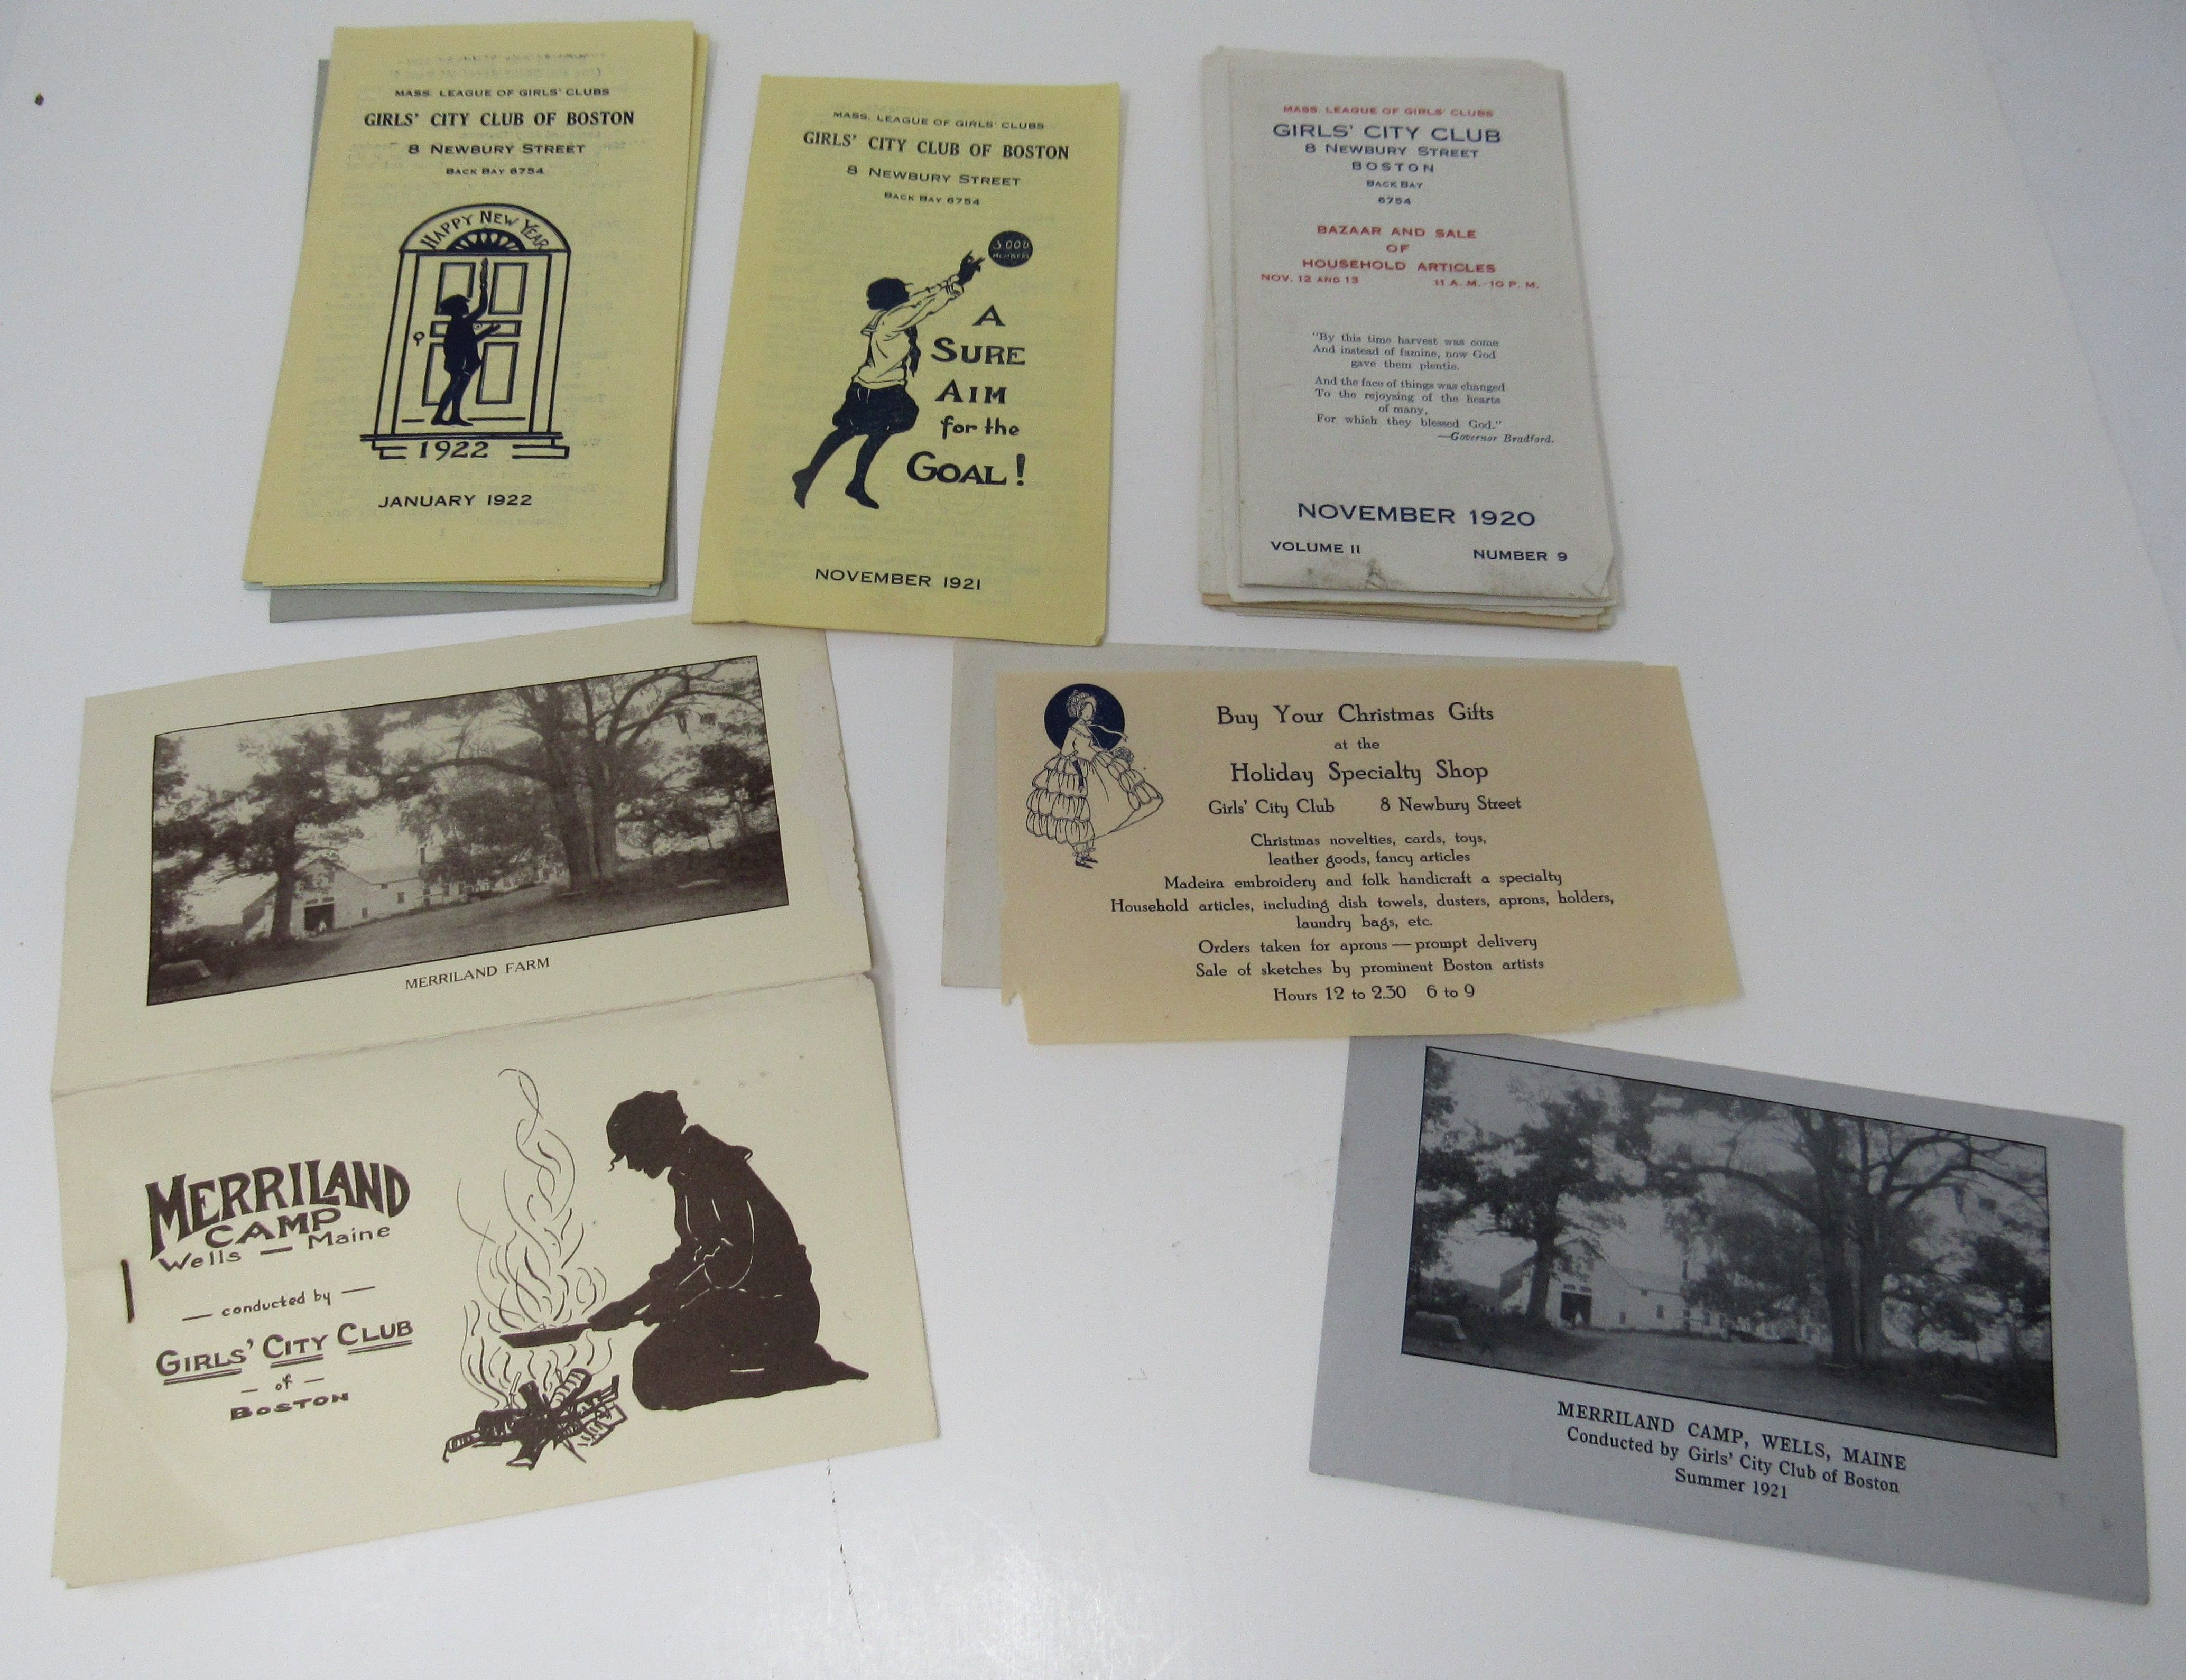 MASS. LEAGUE OF GIRLS' CLUBS
GIRLS' CITY CLUB OF BOSTON
8 NEWBURY STREET
BACK BAY 6754
HAPPY NEW YEAR
1922
JANUARY 1922
MASS. LEAGUE OF GIRLS' CLUBS
GIRLS' CITY CLUB OF BOSTON
8 NEWBURY STREET
BACK BAY 6754
3,000
MEMBERS
A
SURE
AIM
for the
GOAL!
NOVEMBER 1921
MASS. LEAGUE OF GIRLS' CLUBS
GIRLS' CITY CLUB
8 NEWBURY STREET
BOSTON
BACK BAY
6754
BAZAAR AND SALE
OF
HOUSEHOLD ARTICLES
NOV. 12 AND 13 11 A. M.-10 P. M.
"By this time harvest was come
And instead of famine, now God
gave them plentie.
And the face of things was changed
To the rejoysing of the hearts
of many,
For which they blessed God."
—Governor Bradford.
NOVEMBER 1920
VOLUME II NUMBER 9
MERRILAND FARM
MERRILAND
CAMP
Wells — Maine
— conducted by —
GIRLS' CITY CLUB
— of —
BOSTON
Buy Your Christmas Gifts
at the
Holiday Specialty Shop
Girls' City Club 8 Newbury Street
Christmas novelties, cards, toys,
leather goods, fancy articles
Madeira embroidery and folk handicraft a specialty
Household articles, including dish towels, dusters, aprons, holders,
laundry bags, etc.
Orders taken for aprons — prompt delivery
Sale of sketches by prominent Boston artists
Hours 12 to 2.30 6 to 9
MERRILAND CAMP, WELLS, MAINE
Conducted by Girls' City Club of Boston
Summer 1921